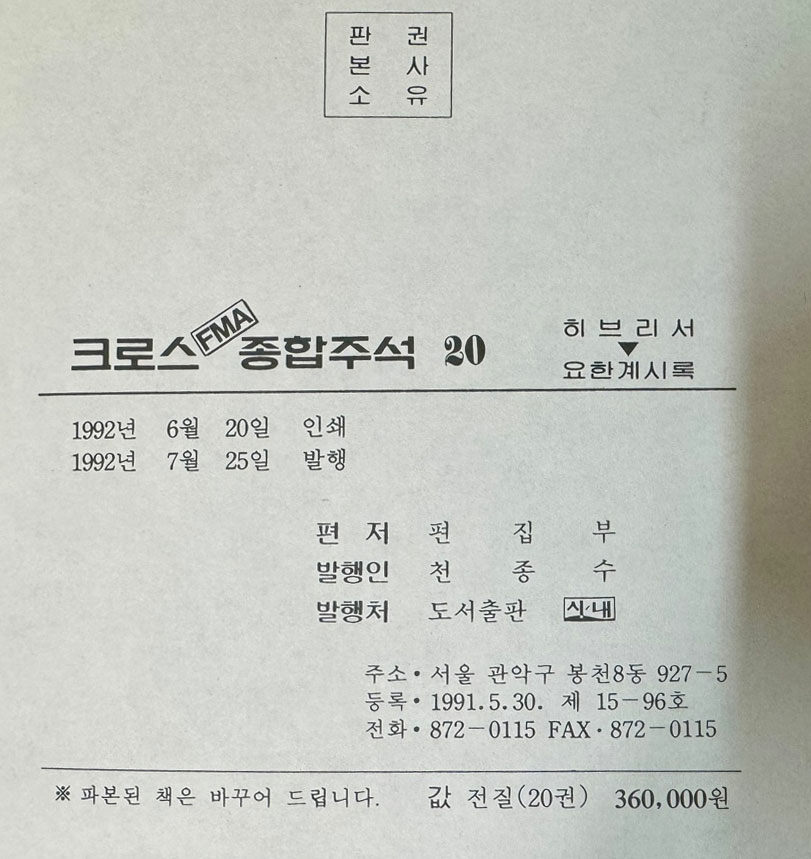 판 권
본 사
소 유
크로스 FMA 종합주석 20
히브리서
▼
요한계시록
1992년 6월 20일 인쇄
1992년 7월 25일 발행
편 저 편 집 부
발행인 천 종 수
발행처 도서출판 시내
주소·서울 관악구 봉천8동 927-5
등록·1991.5.30. 제 15-96호
전화·872-0115 FAX·872-0115
※ 파본된 책은 바꾸어 드립니다. 값 전질(20권) 360,000원